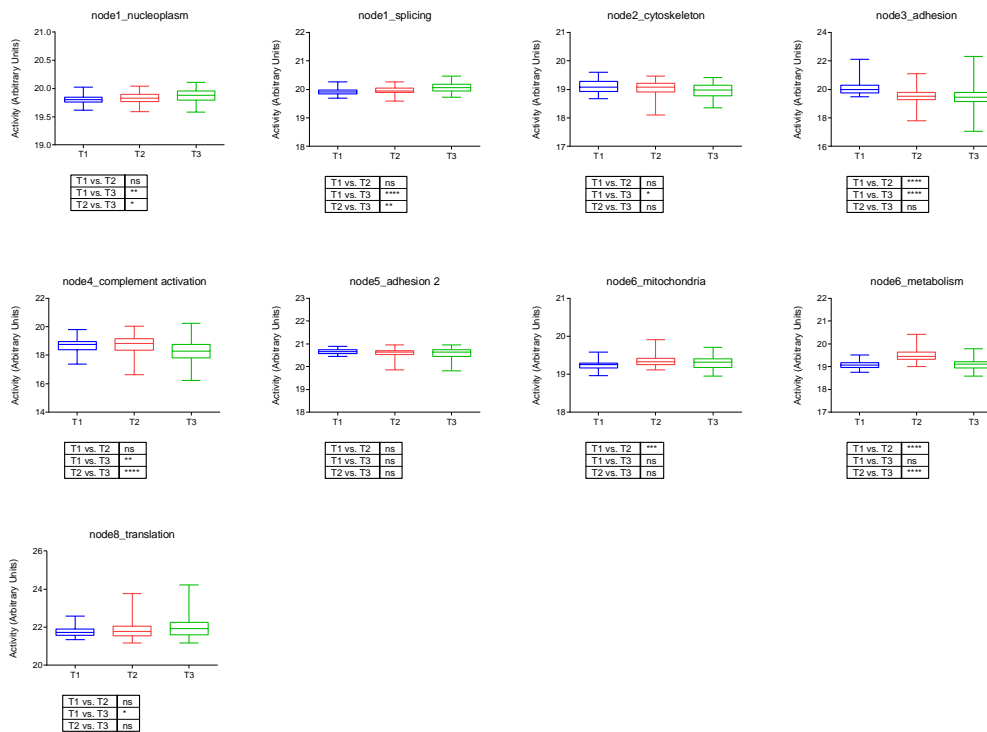 node1_nucleoplasm
Activity (Arbitrary Units)
21.0
20.5
20.0
19.5
19.0
T1 T2 T3
T1 vs. T2 ns
T1 vs. T3 **
T2 vs. T3 *
node1_splicing
Activity (Arbitrary Units)
22
21
20
19
18
T1 T2 T3
T1 vs. T2 ns
T1 vs. T3 ****
T2 vs. T3 **
node2_cytoskeleton
Activity (Arbitrary Units)
21
20
19
18
17
T1 T2 T3
T1 vs. T2 ns
T1 vs. T3 *
T2 vs. T3 ns
node3_adhesion
Activity (Arbitrary Units)
24
22
20
18
16
T1 T2 T3
T1 vs. T2 ****
T1 vs. T3 ****
T2 vs. T3 ns
node4_complement activation
Activity (Arbitrary Units)
22
20
18
16
14
T1 T2 T3
T1 vs. T2 ns
T1 vs. T3 **
T2 vs. T3 ****
node5_adhesion 2
Activity (Arbitrary Units)
23
22
21
20
19
18
T1 T2 T3
T1 vs. T2 ns
T1 vs. T3 ns
T2 vs. T3 ns
node6_mitochondria
Activity (Arbitrary Units)
21
20
19
18
T1 T2 T3
T1 vs. T2 ***
T1 vs. T3 ns
T2 vs. T3 ns
node6_metabolism
Activity (Arbitrary Units)
22
21
20
19
18
17
T1 T2 T3
T1 vs. T2 ****
T1 vs. T3 ns
T2 vs. T3 ****
node8_translation
Activity (Arbitrary Units)
26
24
22
20
T1 T2 T3
T1 vs. T2 ns
T1 vs. T3 *
T2 vs. T3 ns